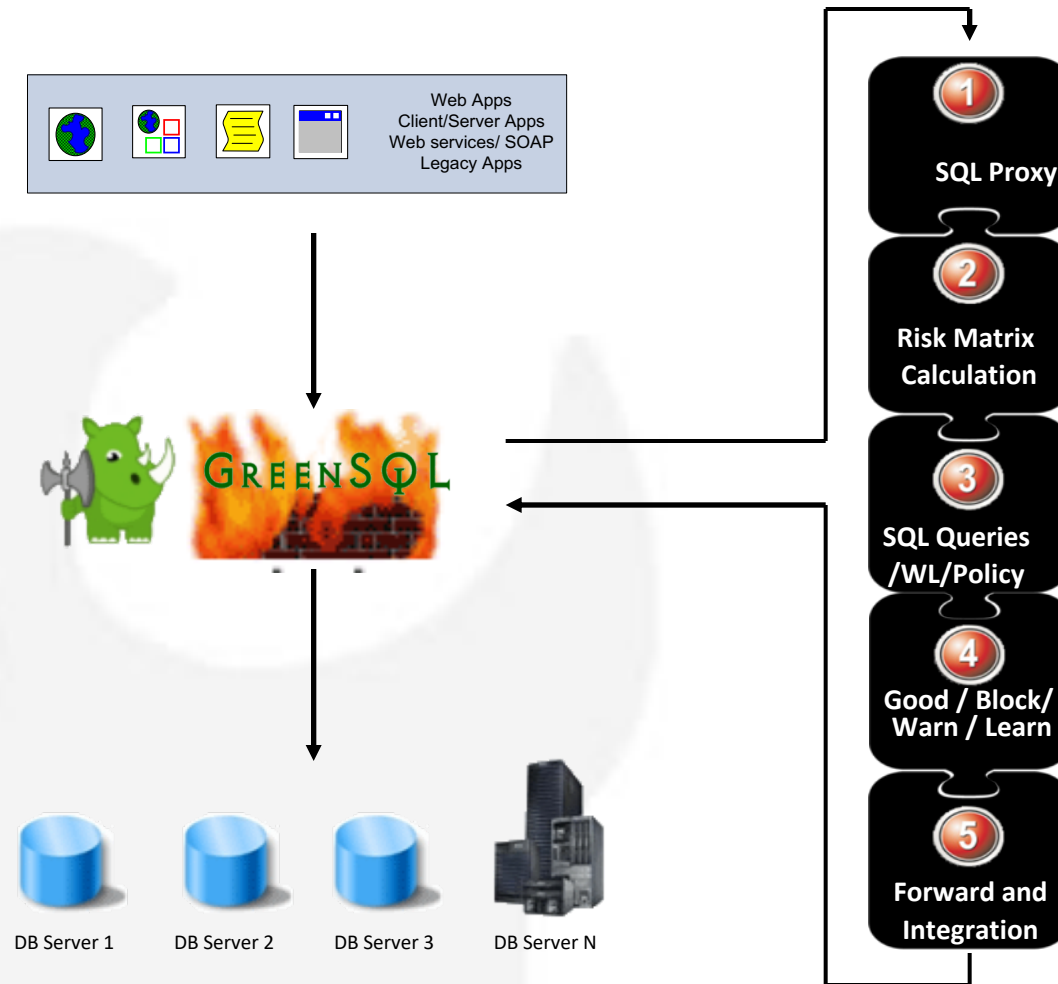 Web Apps
Client/Server Apps
Web services/ SOAP
Legacy Apps
GREENSQL
DB Server 1
DB Server 2
DB Server 3
DB Server N
1
SQL Proxy
2
Risk Matrix
Calculation
3
SQL Queries
/WL/Policy
4
Good / Block/
Warn / Learn
5
Forward and
Integration